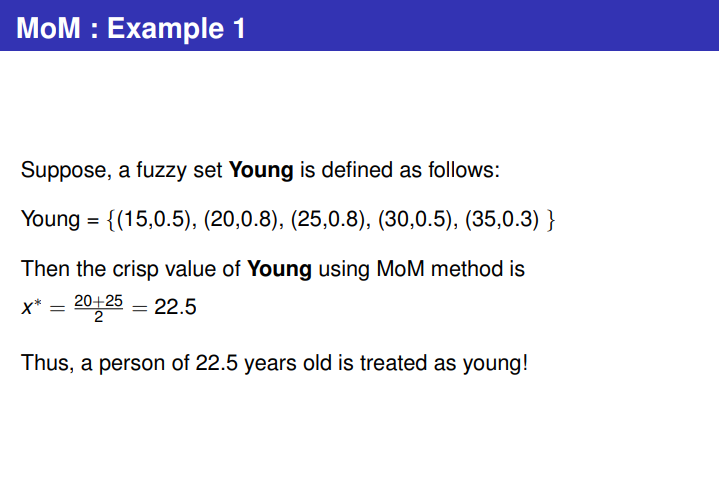 MoM : Example 1
Suppose, a fuzzy set Young is defined as follows:
Young = {(15,0.5), (20,0.8), (25,0.8), (30,0.5), (35,0.3) }
Then the crisp value of Young using MoM method is
x* = (20+25)/2 = 22.5
Thus, a person of 22.5 years old is treated as young!